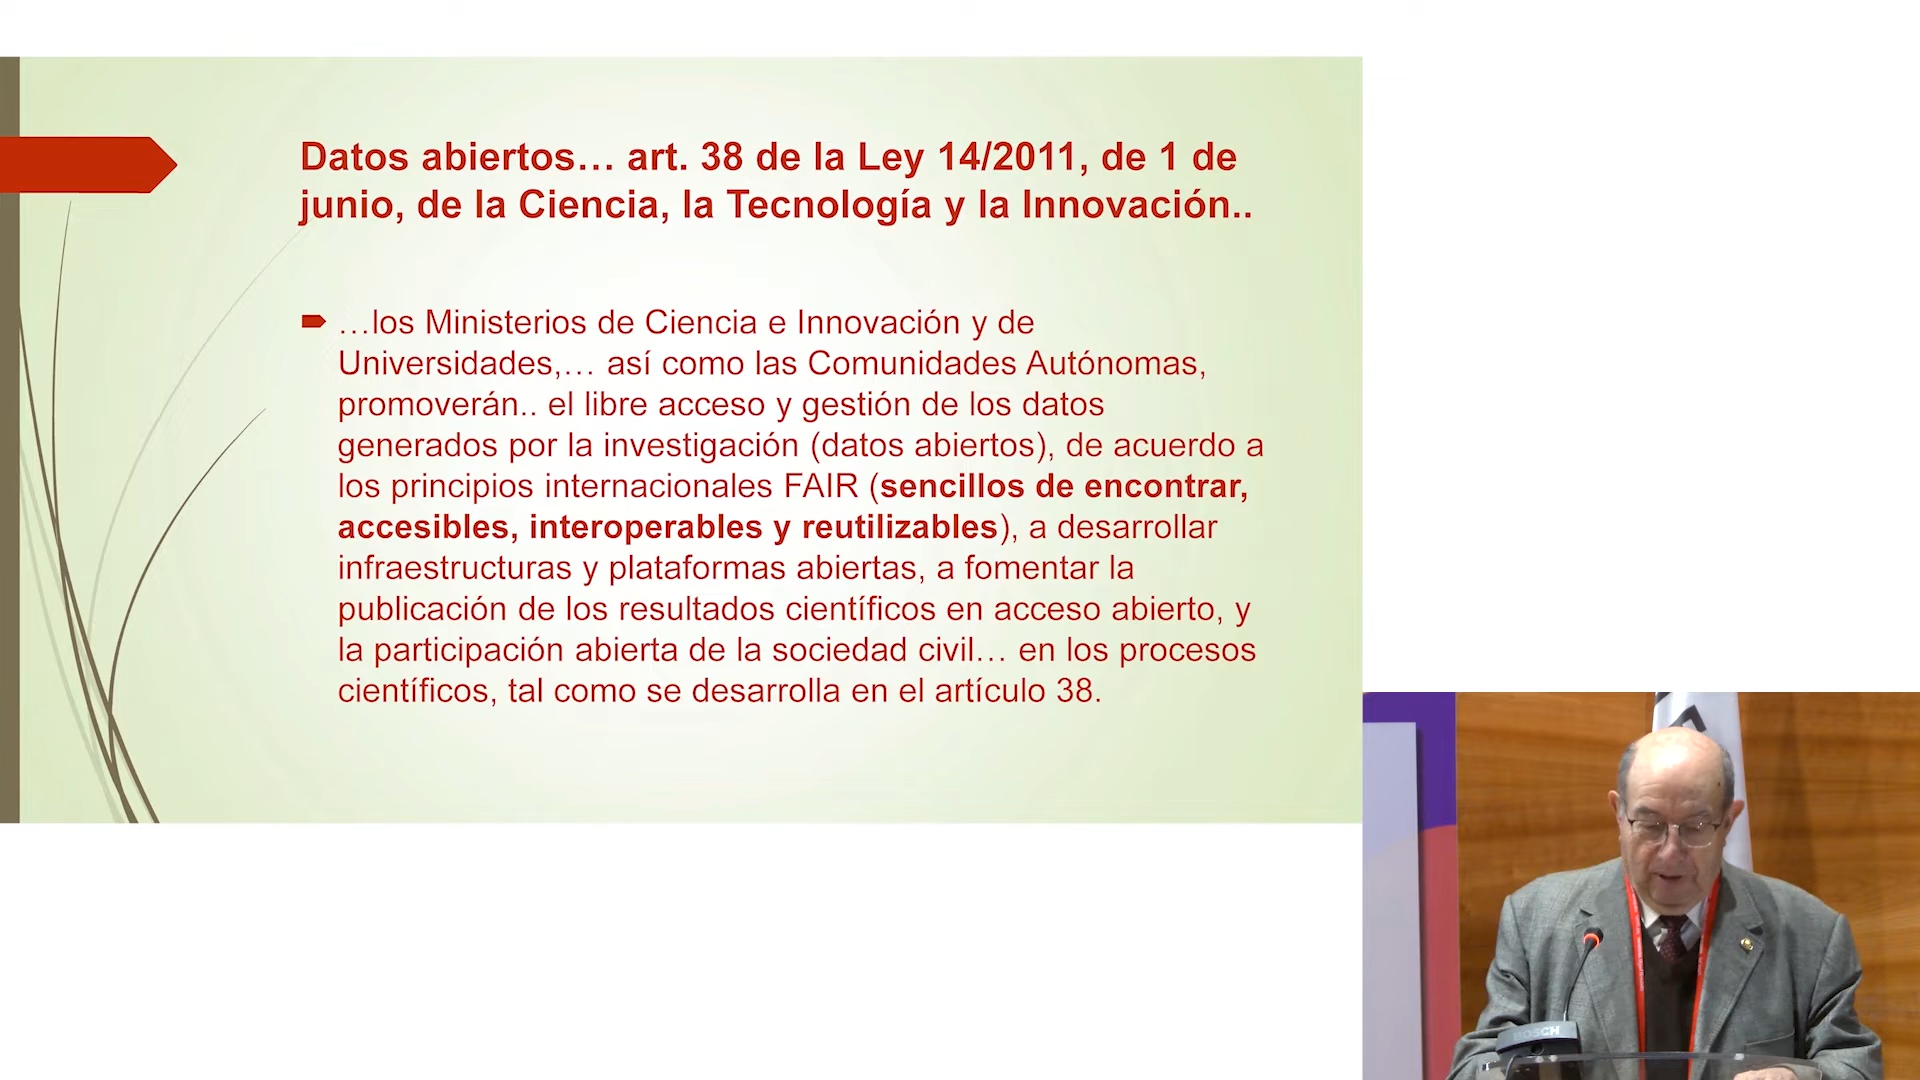 Datos abiertos… art. 38 de la Ley 14/2011, de 1 de
junio, de la Ciencia, la Tecnología y la Innovación..
…los Ministerios de Ciencia e Innovación y de
Universidades,… así como las Comunidades Autónomas,
promoverán.. el libre acceso y gestión de los datos
generados por la investigación (datos abiertos), de acuerdo a
los principios internacionales FAIR (sencillos de encontrar,
accesibles, interoperables y reutilizables), a desarrollar
infraestructuras y plataformas abiertas, a fomentar la
publicación de los resultados científicos en acceso abierto, y
la participación abierta de la sociedad civil… en los procesos
científicos, tal como se desarrolla en el artículo 38.
BOSCH